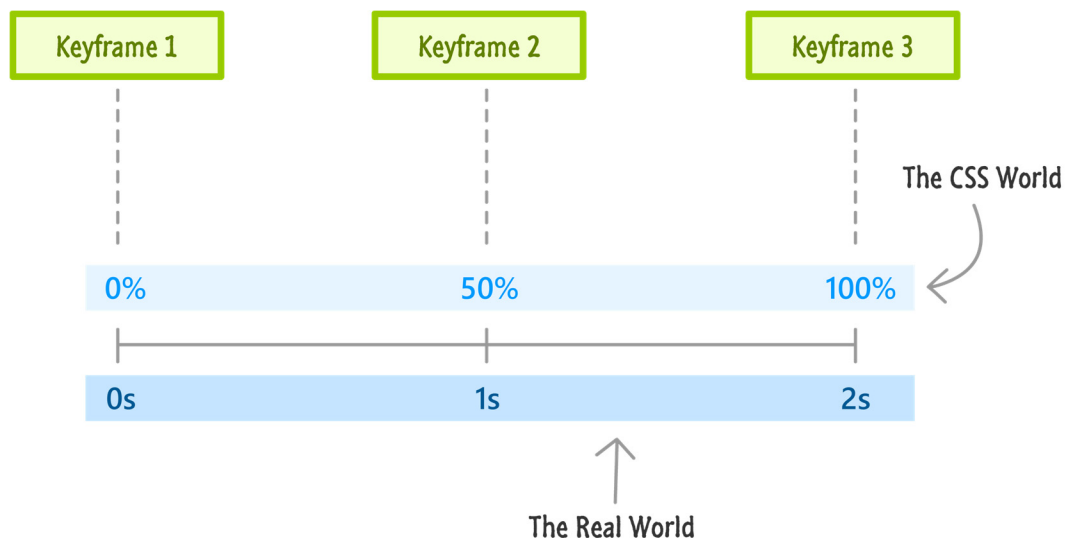 Keyframe 1
Keyframe 2
Keyframe 3
The CSS World
0%
50%
100%
0s
1s
2s
The Real World